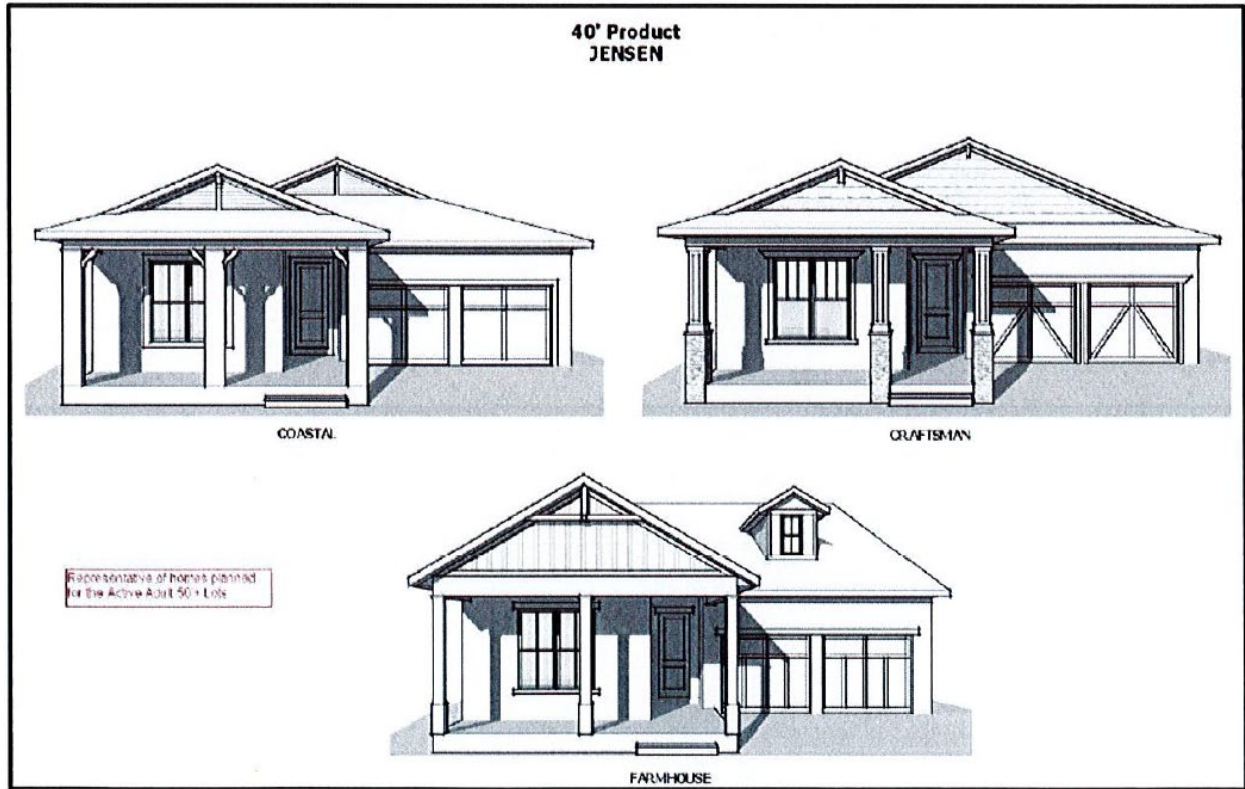 40' Product
JENSEN
COASTAL
CRAFTSMAN
Representative of homes planned
for the Active Adult 50 + Lots
FARMHOUSE